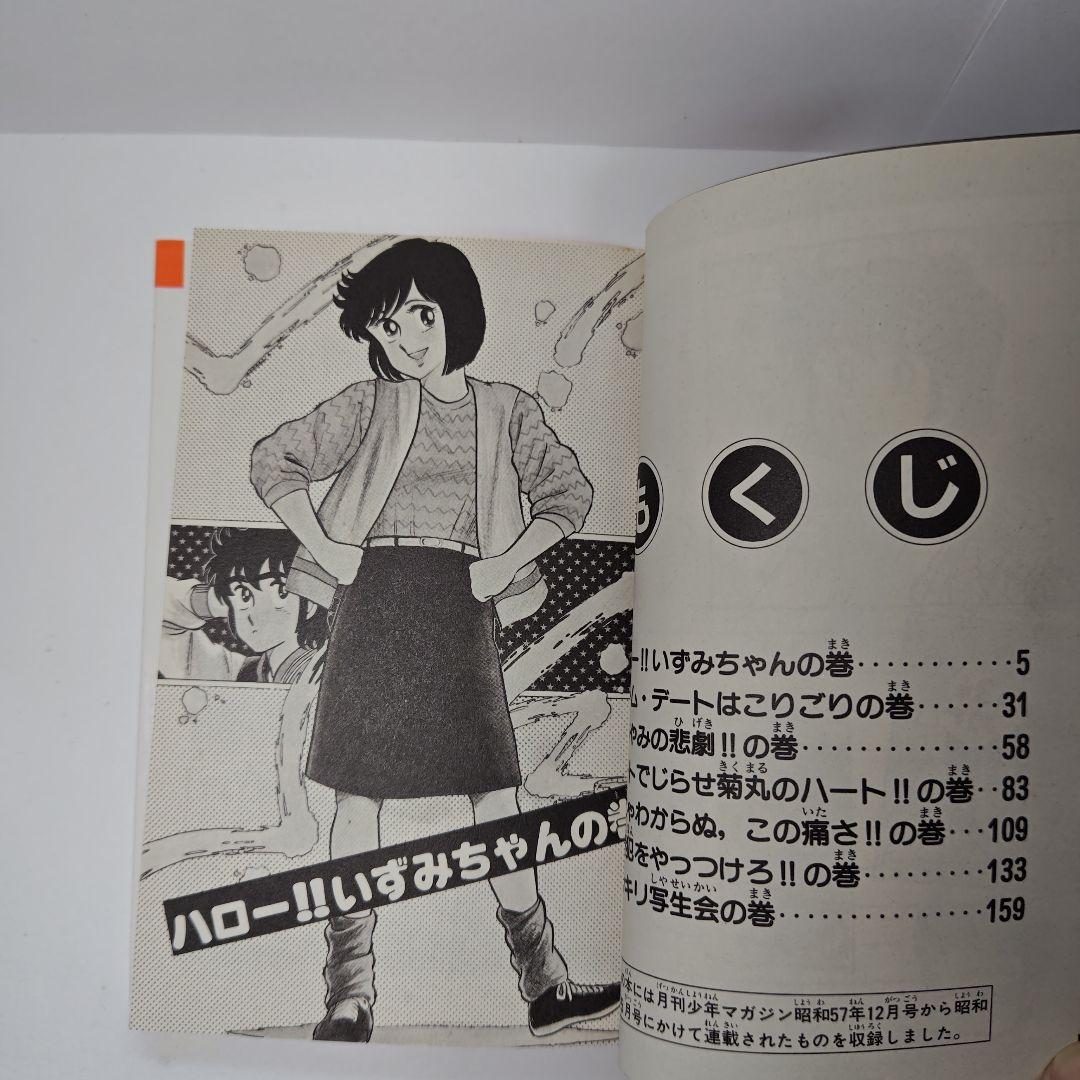 ハロー!!いずみちゃんの巻
もくじ
ー!!いずみちゃんの巻…………5
ム・デートはこりごりの巻……31
やみの悲劇!!の巻……………58
トでじらせ菊丸のハート!!の巻‥83
わからぬ,この痛さ!!の巻…109
をやっつけろ!!の巻…………133
キリ写生会の巻………………159
本には月刊少年マガジン昭和57年12月号から昭和
月号にかけて連載されたものを収録しました。